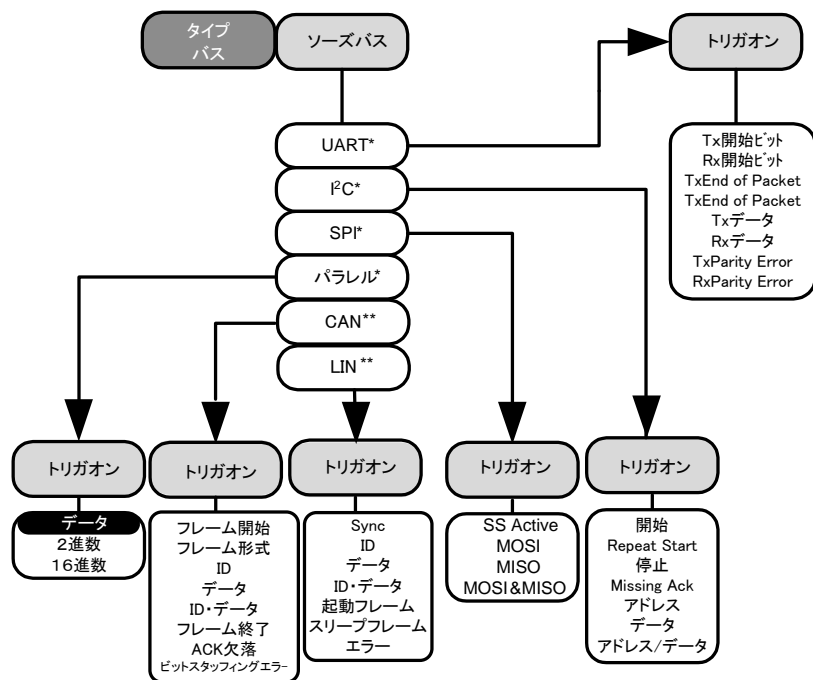 タイプ
バス
ソーズバス
トリガオン
UART*
I²C*
SPI*
パラレル*
CAN**
LIN**
Tx開始ビット
Rx開始ビット
TxEnd of Packet
TxEnd of Packet
Txデータ
Rxデータ
TxParity Error
RxParity Error
トリガオン
データ
2進数
16進数
トリガオン
フレーム開始
フレーム形式
ID
データ
ID・データ
フレーム終了
ACK欠落
ビットスタッフィングエラー
トリガオン
Sync
ID
データ
ID・データ
起動フレーム
スリープフレーム
エラー
トリガオン
SS Active
MOSI
MISO
MOSI&MISO
トリガオン
開始
Repeat Start
停止
Missing Ack
アドレス
データ
アドレス/データ